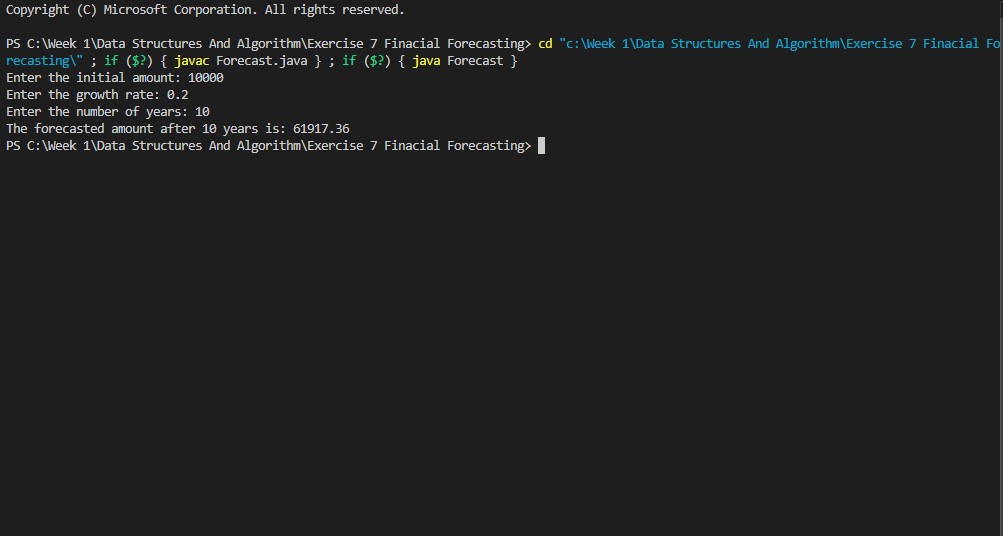 Copyright (C) Microsoft Corporation. All rights reserved.
PS C:\Week 1\Data Structures And Algorithm\Exercise 7 Finacial Forecasting> cd "c:\Week 1\Data Structures And Algorithm\Exercise 7 Finacial Fo
recasting\" ; if ($?) { javac Forecast.java } ; if ($?) { java Forecast }
Enter the initial amount: 10000
Enter the growth rate: 0.2
Enter the number of years: 10
The forecasted amount after 10 years is: 61917.36
PS C:\Week 1\Data Structures And Algorithm\Exercise 7 Finacial Forecasting>